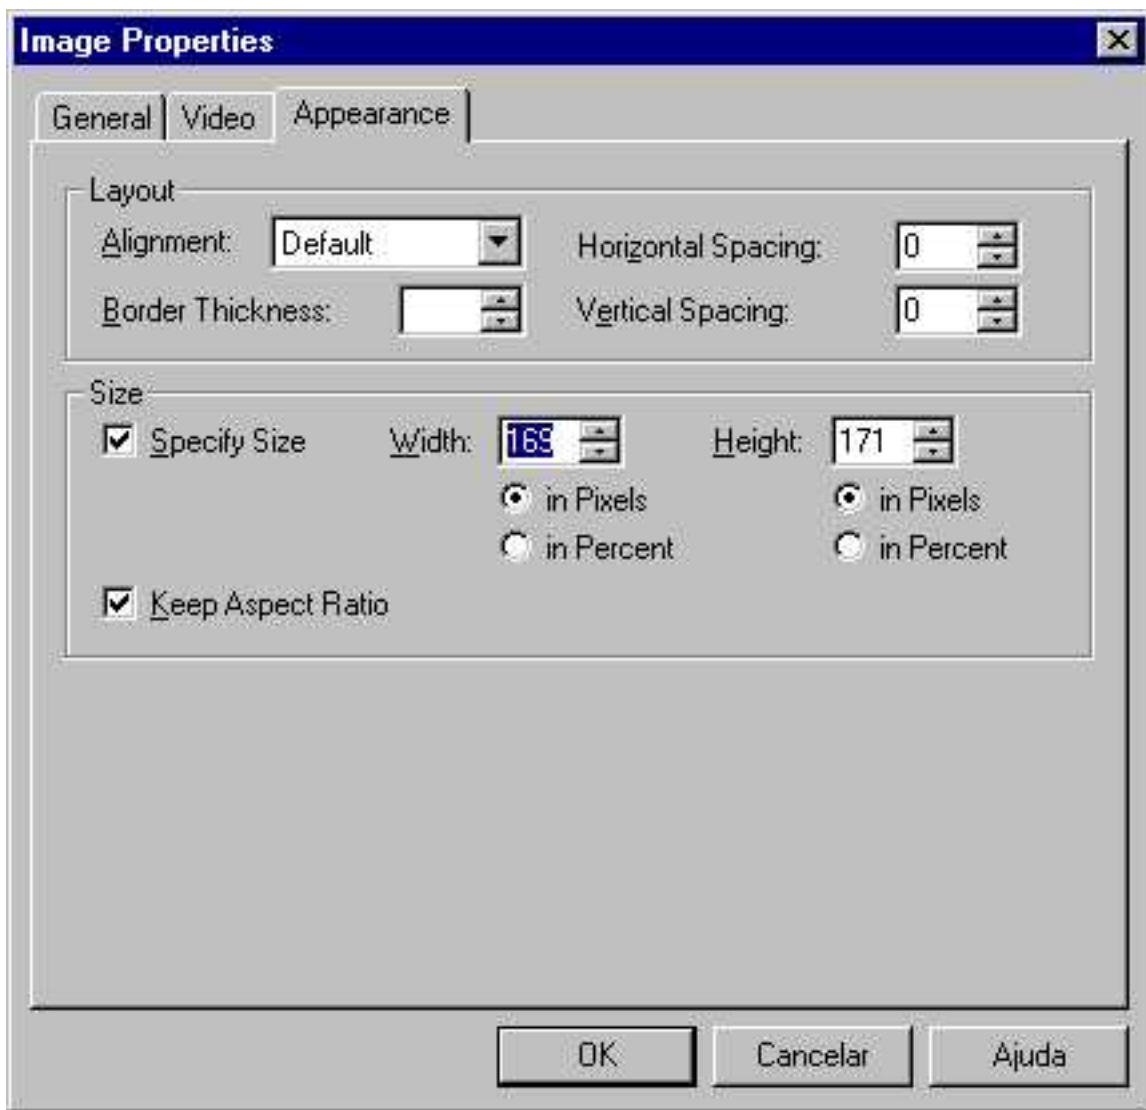 Image Properties
General Video Appearance
Layout
Alignment: Default Horizontal Spacing: 0
Border Thickness: Vertical Spacing: 0
Size
Specify Size Width: 169 Height: 171
in Pixels in Pixels
in Percent in Percent
Keep Aspect Ratio
OK Cancelar Ajuda